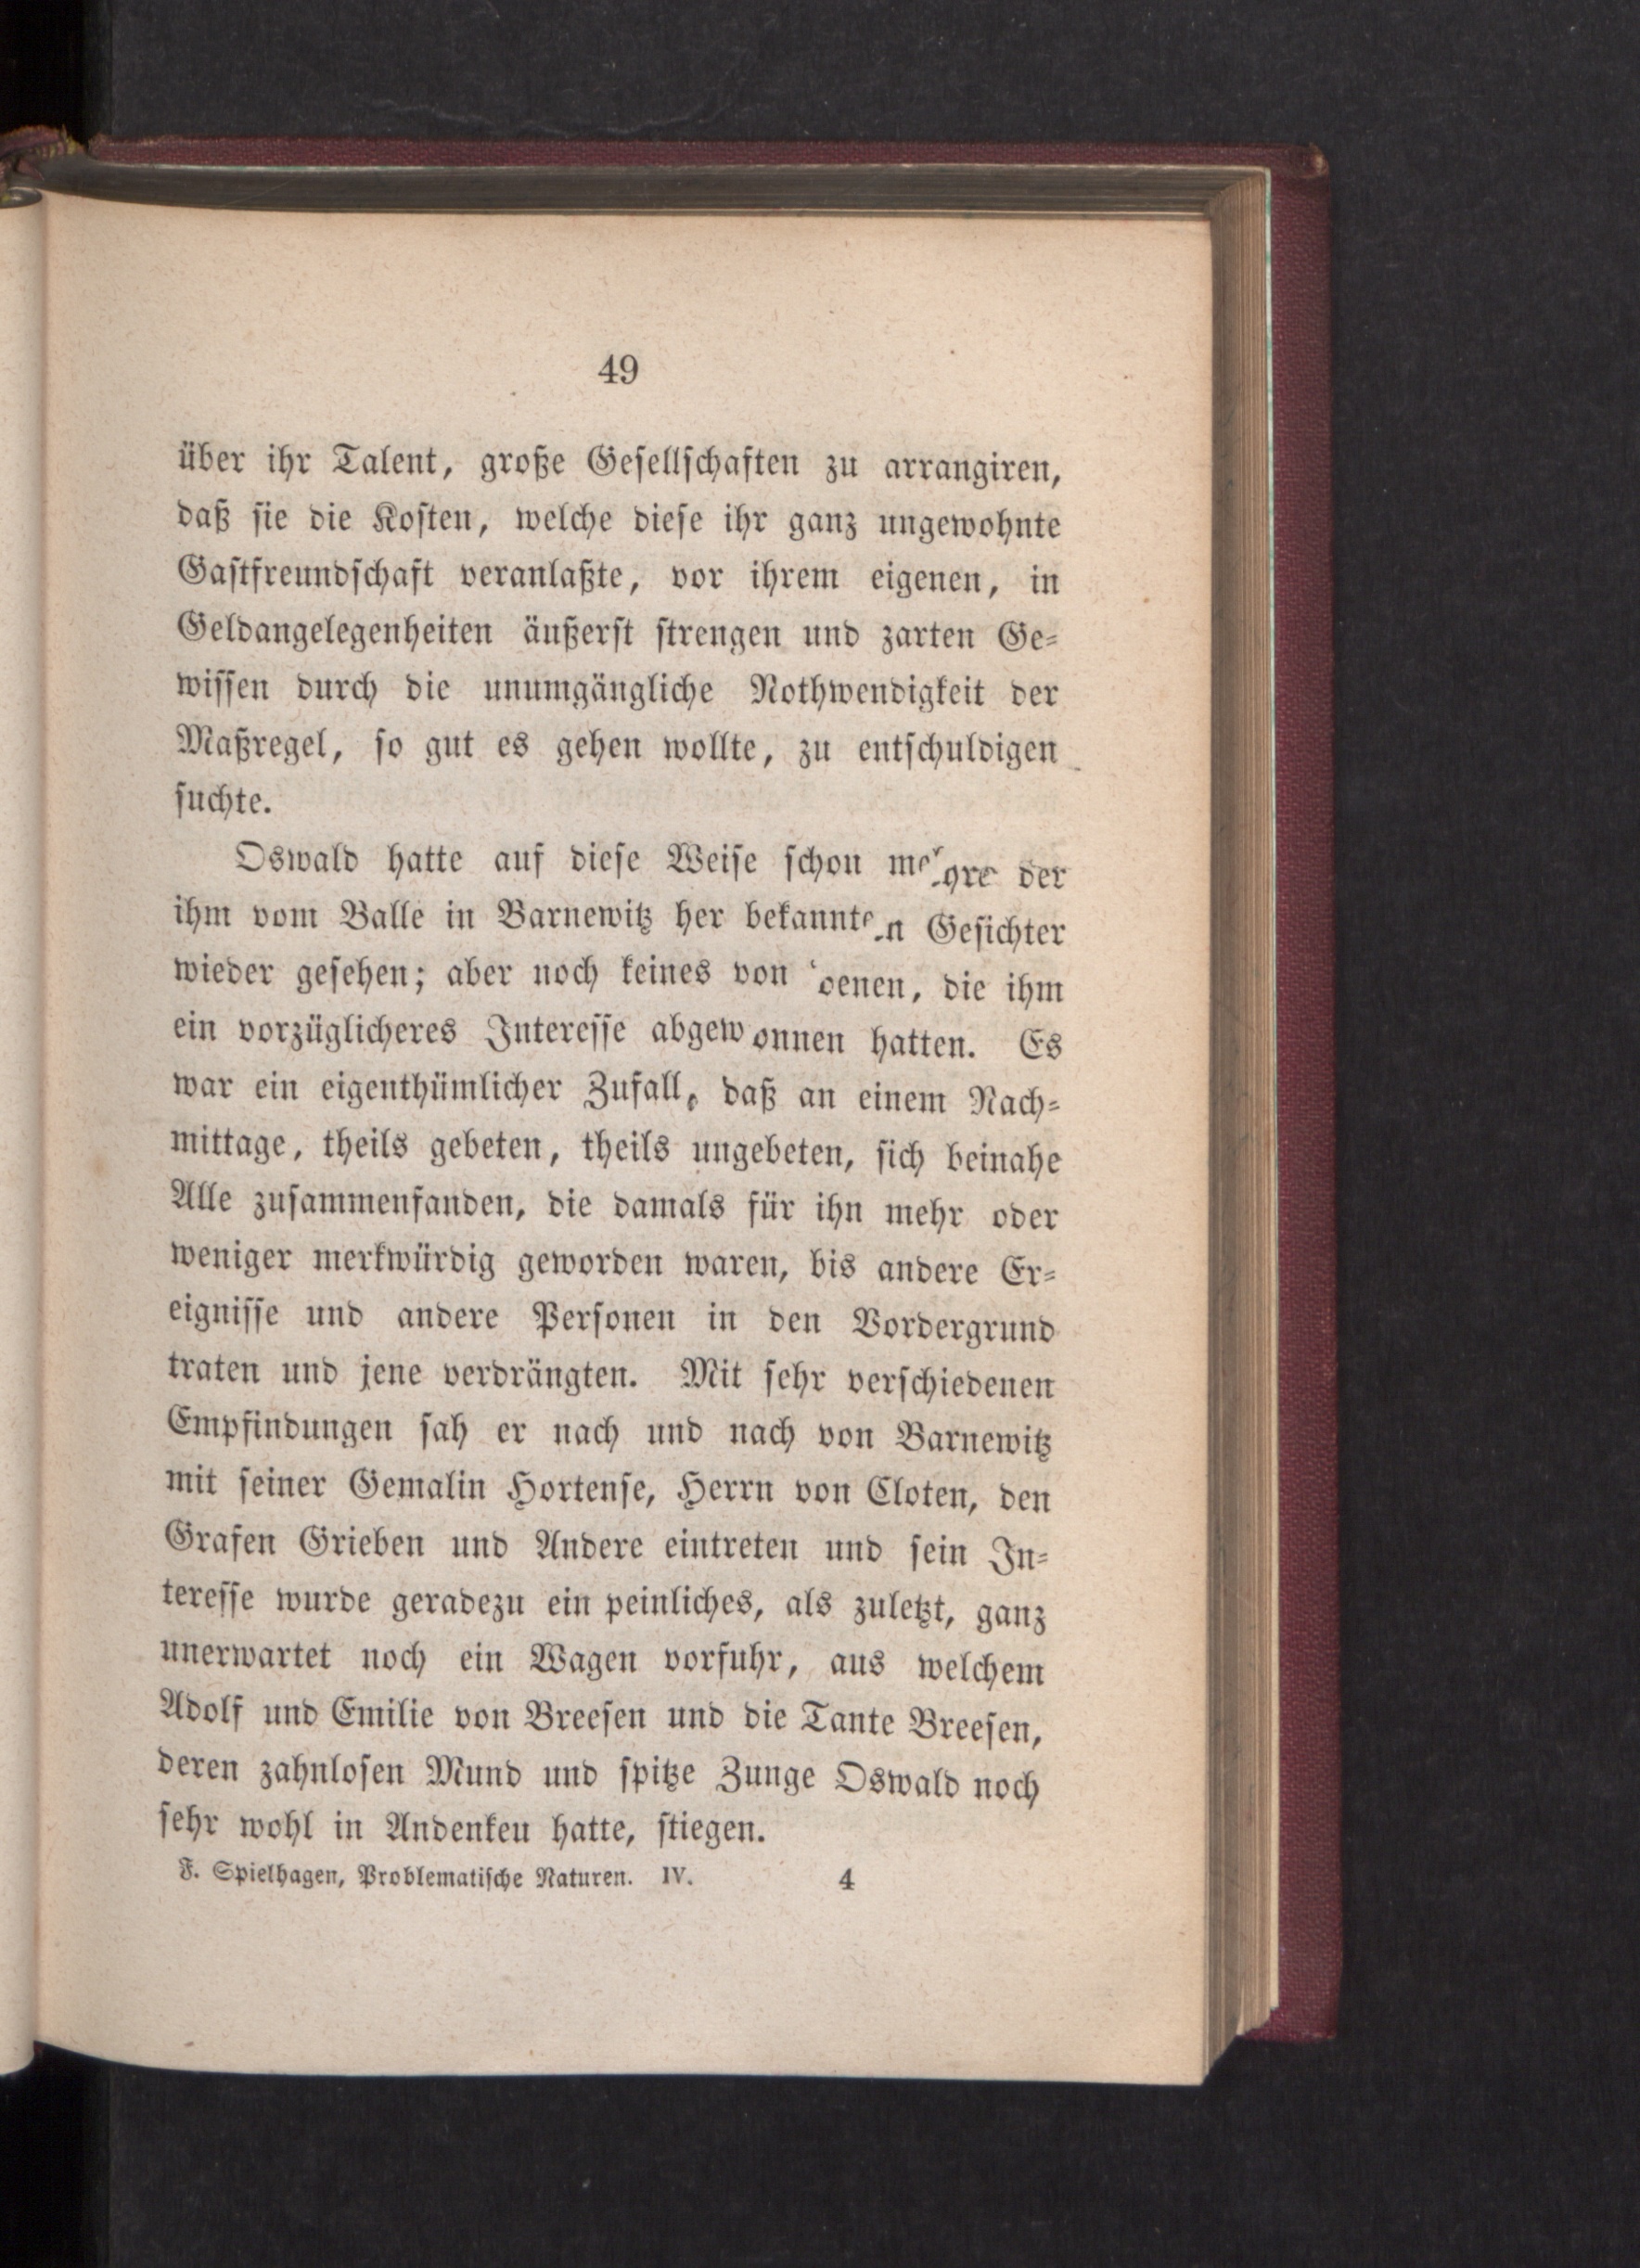 49
über ihr Talent, große Gesellschaften zu arrangiren,
daß sie die Kosten, welche diese ihr ganz ungewohnte
Gastfreundschaft veranlaßte, vor ihrem eigenen, in
Geldangelegenheiten äußerst strengen und zarten Ge-
wissen durch die unumgängliche Nothwendigkeit der
Maßregel, so gut es gehen wollte, zu entschuldigen
suchte.
Oswald hatte auf diese Weise schon mehre der
ihm vom Balle in Barnewitz her bekannten Gesichter
wieder gesehen; aber noch keines von denen, die ihm
ein vorzüglicheres Interesse abgewonnen hatten. Es
war ein eigenthümlicher Zufall, daß an einem Nach-
mittage, theils gebeten, theils ungebeten, sich beinahe
Alle zusammenfanden, die damals für ihn mehr oder
weniger merkwürdig geworden waren, bis andere Er-
eignisse und andere Personen in den Vordergrund
traten und jene verdrängten. Mit sehr verschiedenen
Empfindungen sah er nach und nach von Barnewitz
mit seiner Gemalin Hortense, Herrn von Cloten, den
Grafen Grieben und Andere eintreten und sein In-
teresse wurde geradezu ein peinliches, als zuletzt, ganz
unerwartet noch ein Wagen vorfuhr, aus welchem
Adolf und Emilie von Breesen und die Tante Breesen,
deren zahnlosen Mund und spitze Zunge Oswald noch
sehr wohl in Andenken hatte, stiegen.
F. Spielhagen, Problematische Naturen. IV. 4